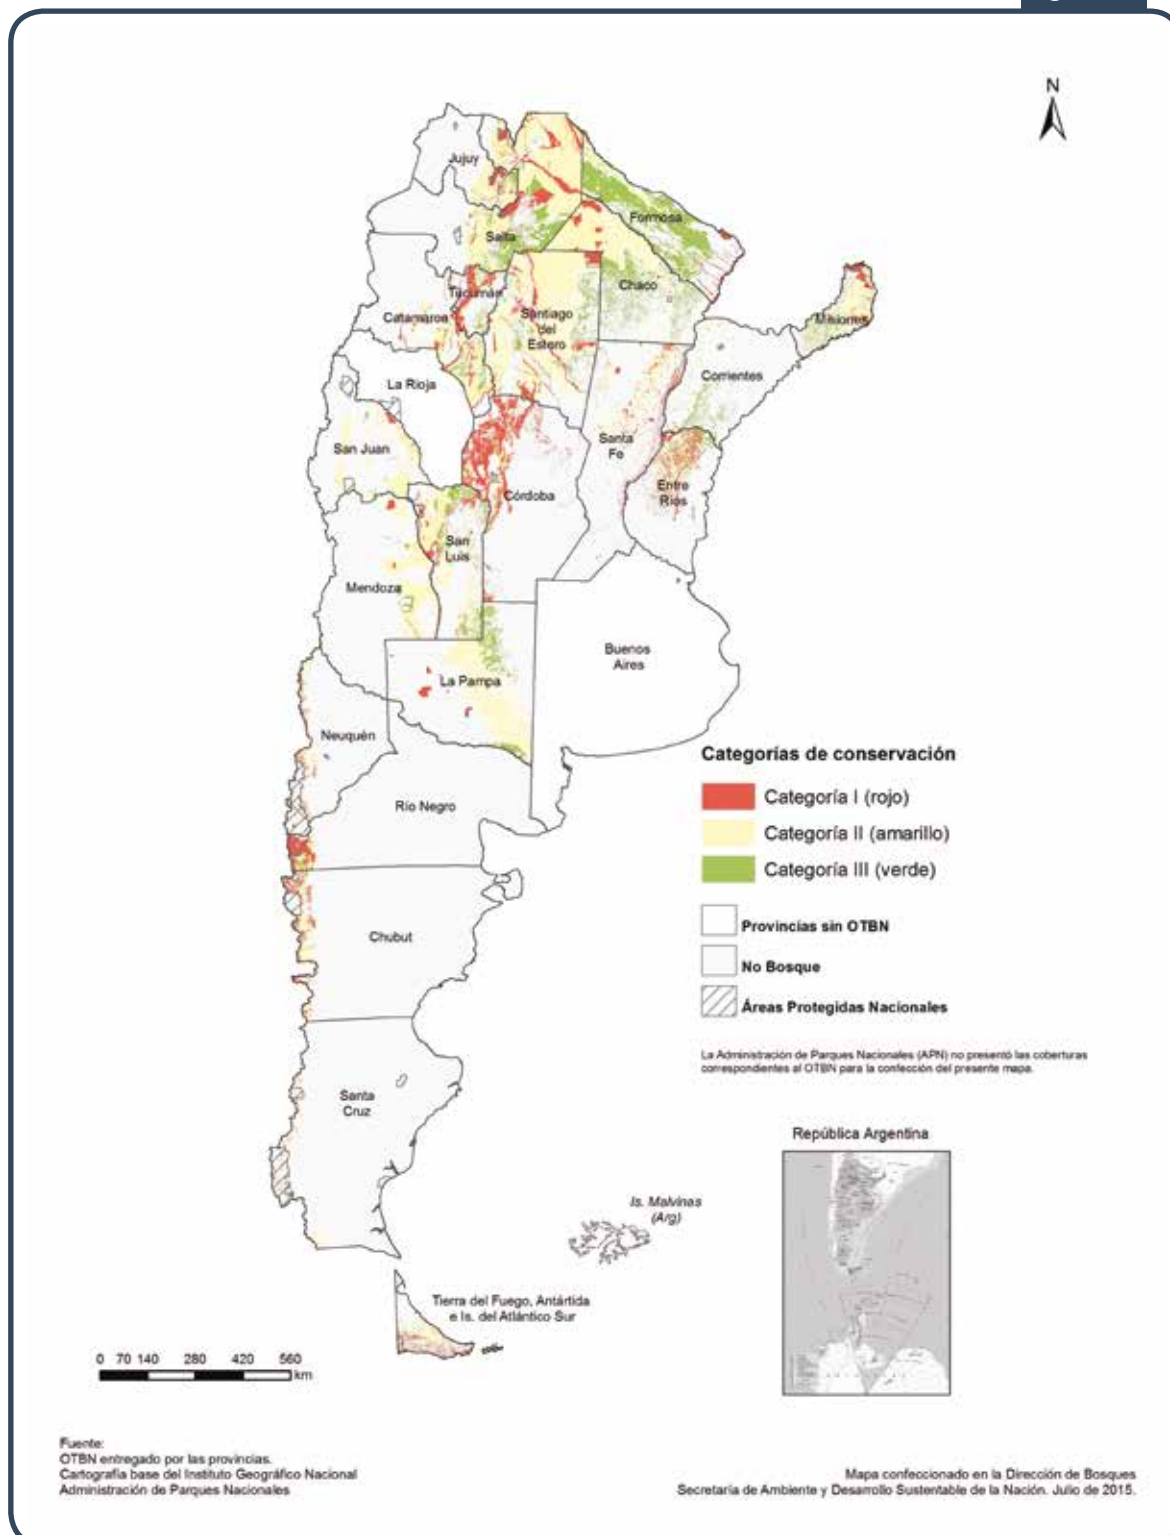 N
Jujuy
Salta
Formosa
Chaco
Misiones
Tucumán
Catamarca
Santiago
del
Estero
Corrientes
La Rioja
San Juan
Santa
Fe
Entre
Ríos
Córdoba
San
Luis
Mendoza
Buenos
Aires
La Pampa
Neuquén
Río Negro
Chubut
Santa
Cruz
Categorías de conservación
Categoría I (rojo)
Categoría II (amarillo)
Categoría III (verde)
Provincias sin OTBN
No Bosque
Áreas Protegidas Nacionales
La Administración de Parques Nacionales (APN) no presentó las coberturas
correspondientes al OTBN para la confección del presente mapa.
República Argentina
Is. Malvinas
(Arg)
Tierra del Fuego, Antártida
e Is. del Atlántico Sur
0 70 140 280 420 560
km
Fuente:
OTBN entregado por las provincias.
Cartografía base del Instituto Geográfico Nacional
Administración de Parques Nacionales
Mapa confeccionado en la Dirección de Bosques
Secretaría de Ambiente y Desarrollo Sustentable de la Nación. Julio de 2015.